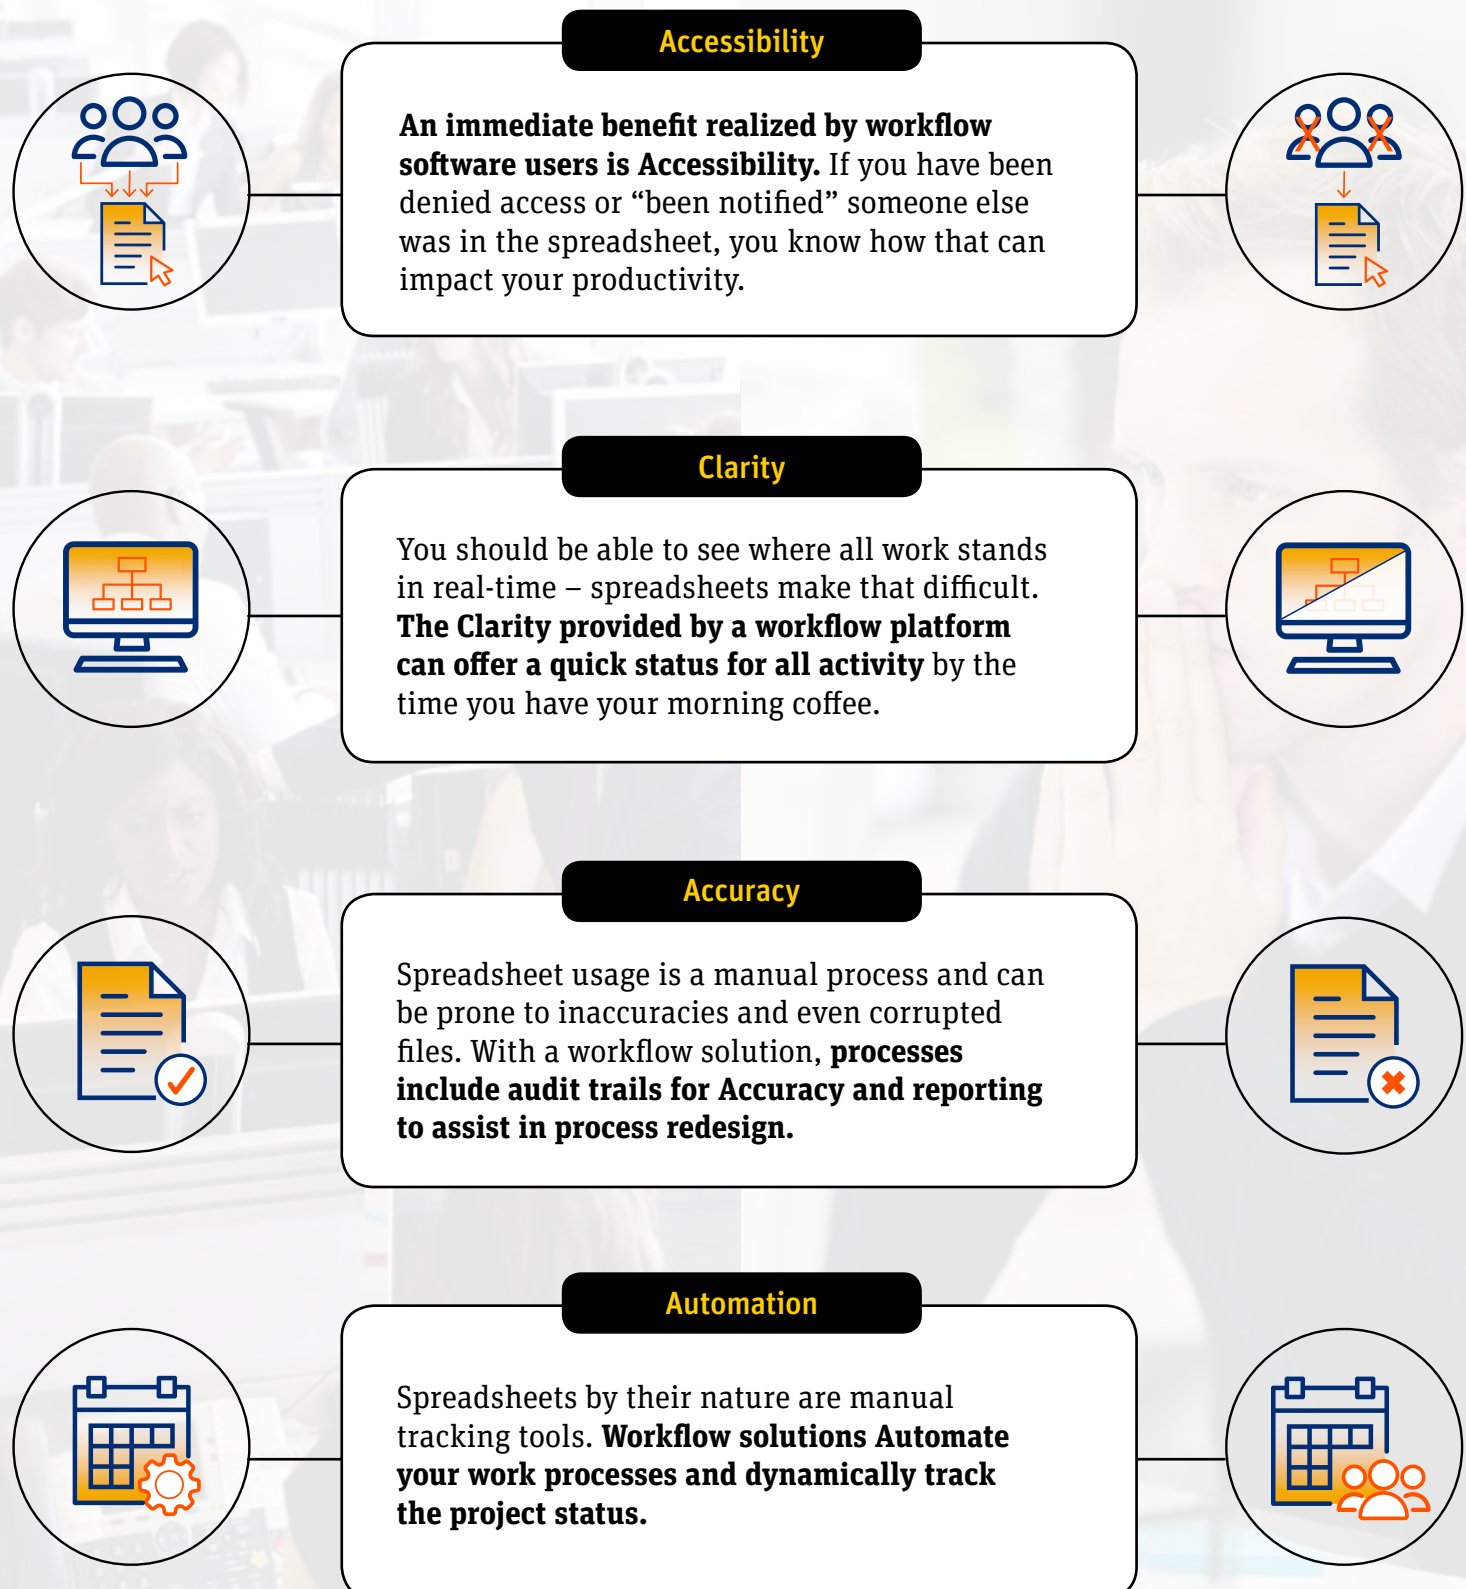 Accessibility
An immediate benefit realized by workflow
software users is Accessibility. If you have been
denied access or “been notified” someone else
was in the spreadsheet, you know how that can
impact your productivity.
Clarity
You should be able to see where all work stands
in real-time – spreadsheets make that difficult.
The Clarity provided by a workflow platform
can offer a quick status for all activity by the
time you have your morning coffee.
Accuracy
Spreadsheet usage is a manual process and can
be prone to inaccuracies and even corrupted
files. With a workflow solution, processes
include audit trails for Accuracy and reporting
to assist in process redesign.
Automation
Spreadsheets by their nature are manual
tracking tools. Workflow solutions Automate
your work processes and dynamically track
the project status.